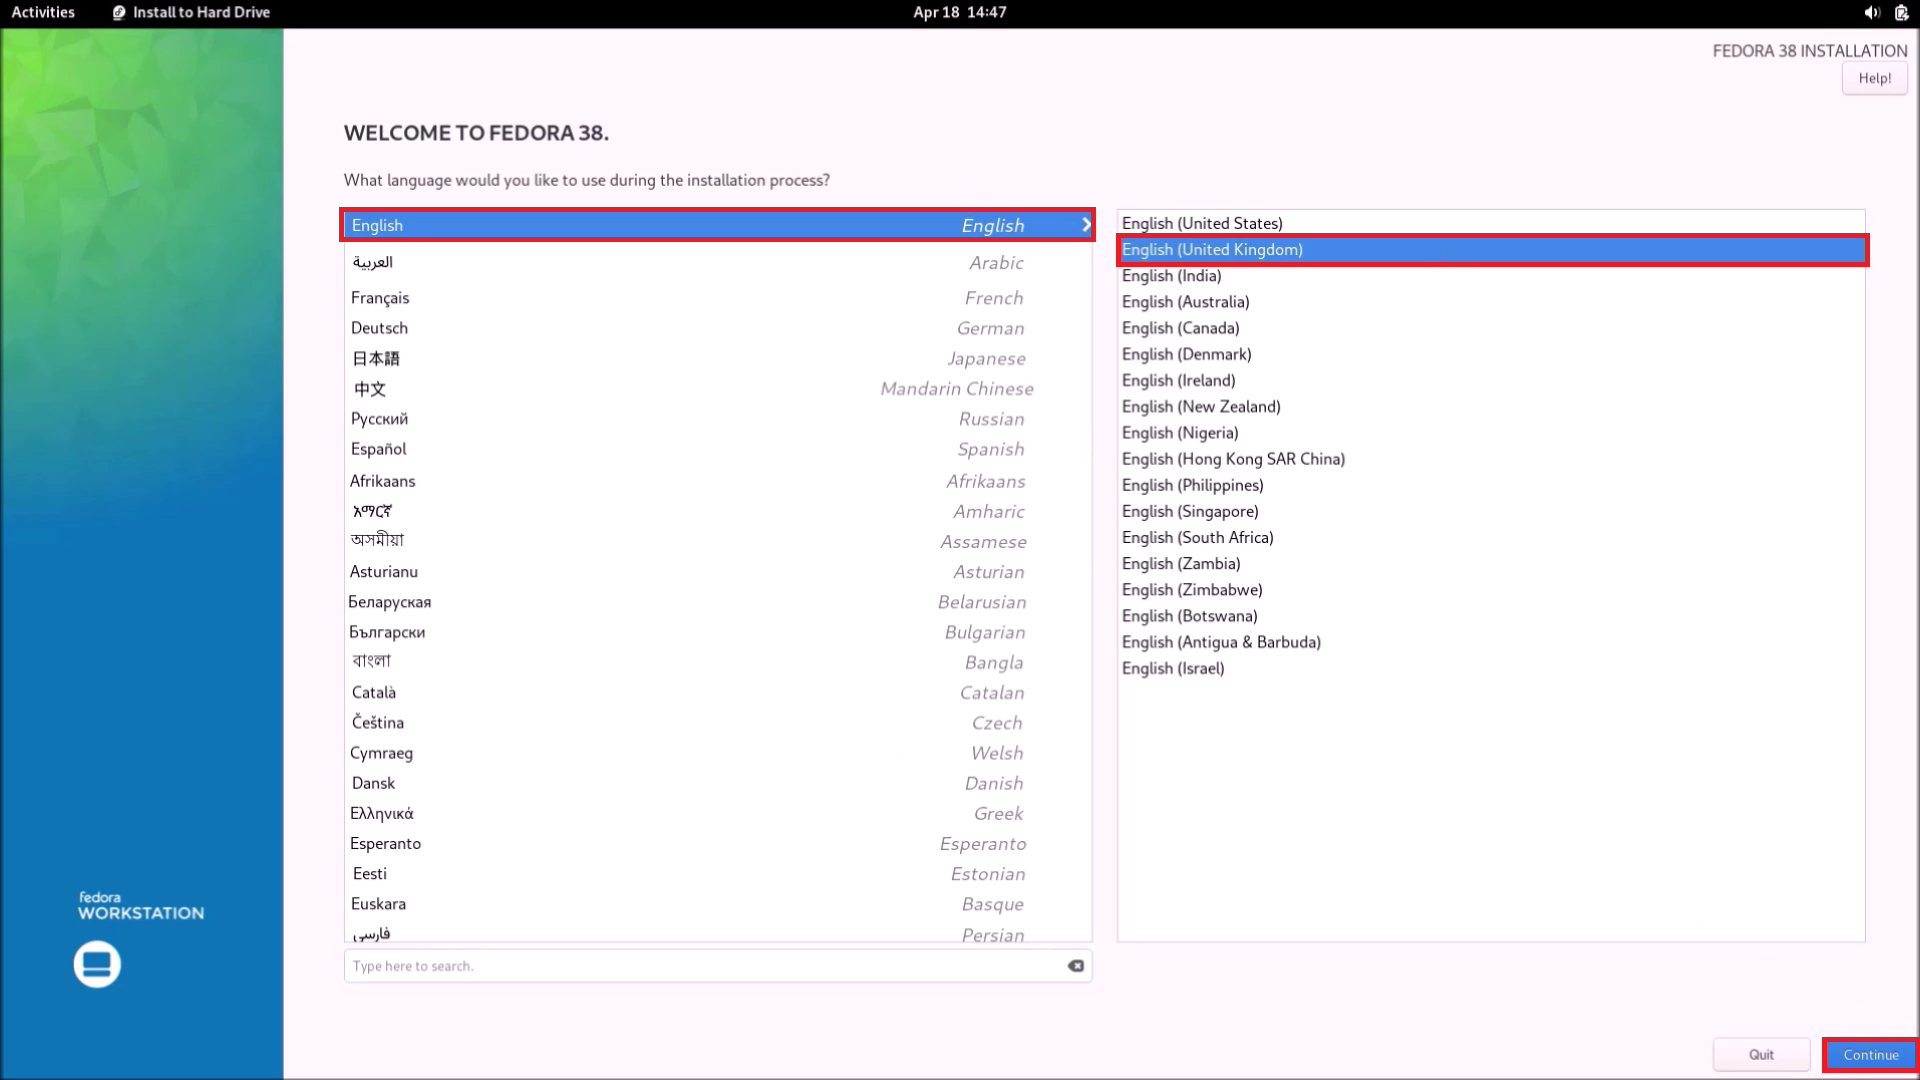 Activities Install to Hard Drive Apr 18 14:47
FEDORA 38 INSTALLATION
Help!
WELCOME TO FEDORA 38.
What language would you like to use during the installation process?
English English
العربية Arabic
Français French
Deutsch German
日本語 Japanese
中文 Mandarin Chinese
Русский Russian
Español Spanish
Afrikaans Afrikaans
አማርኛ Amharic
অসমীয়া Assamese
Asturianu Asturian
Беларуская Belarusian
Български Bulgarian
বাংলা Bangla
Català Catalan
Čeština Czech
Cymraeg Welsh
Dansk Danish
Ελληνικά Greek
Esperanto Esperanto
Eesti Estonian
Euskara Basque
فارسی Persian
Type here to search.
English (United States)
English (United Kingdom)
English (India)
English (Australia)
English (Canada)
English (Denmark)
English (Ireland)
English (New Zealand)
English (Nigeria)
English (Hong Kong SAR China)
English (Philippines)
English (Singapore)
English (South Africa)
English (Zambia)
English (Zimbabwe)
English (Botswana)
English (Antigua & Barbuda)
English (Israel)
fedora
WORKSTATION
Quit Continue